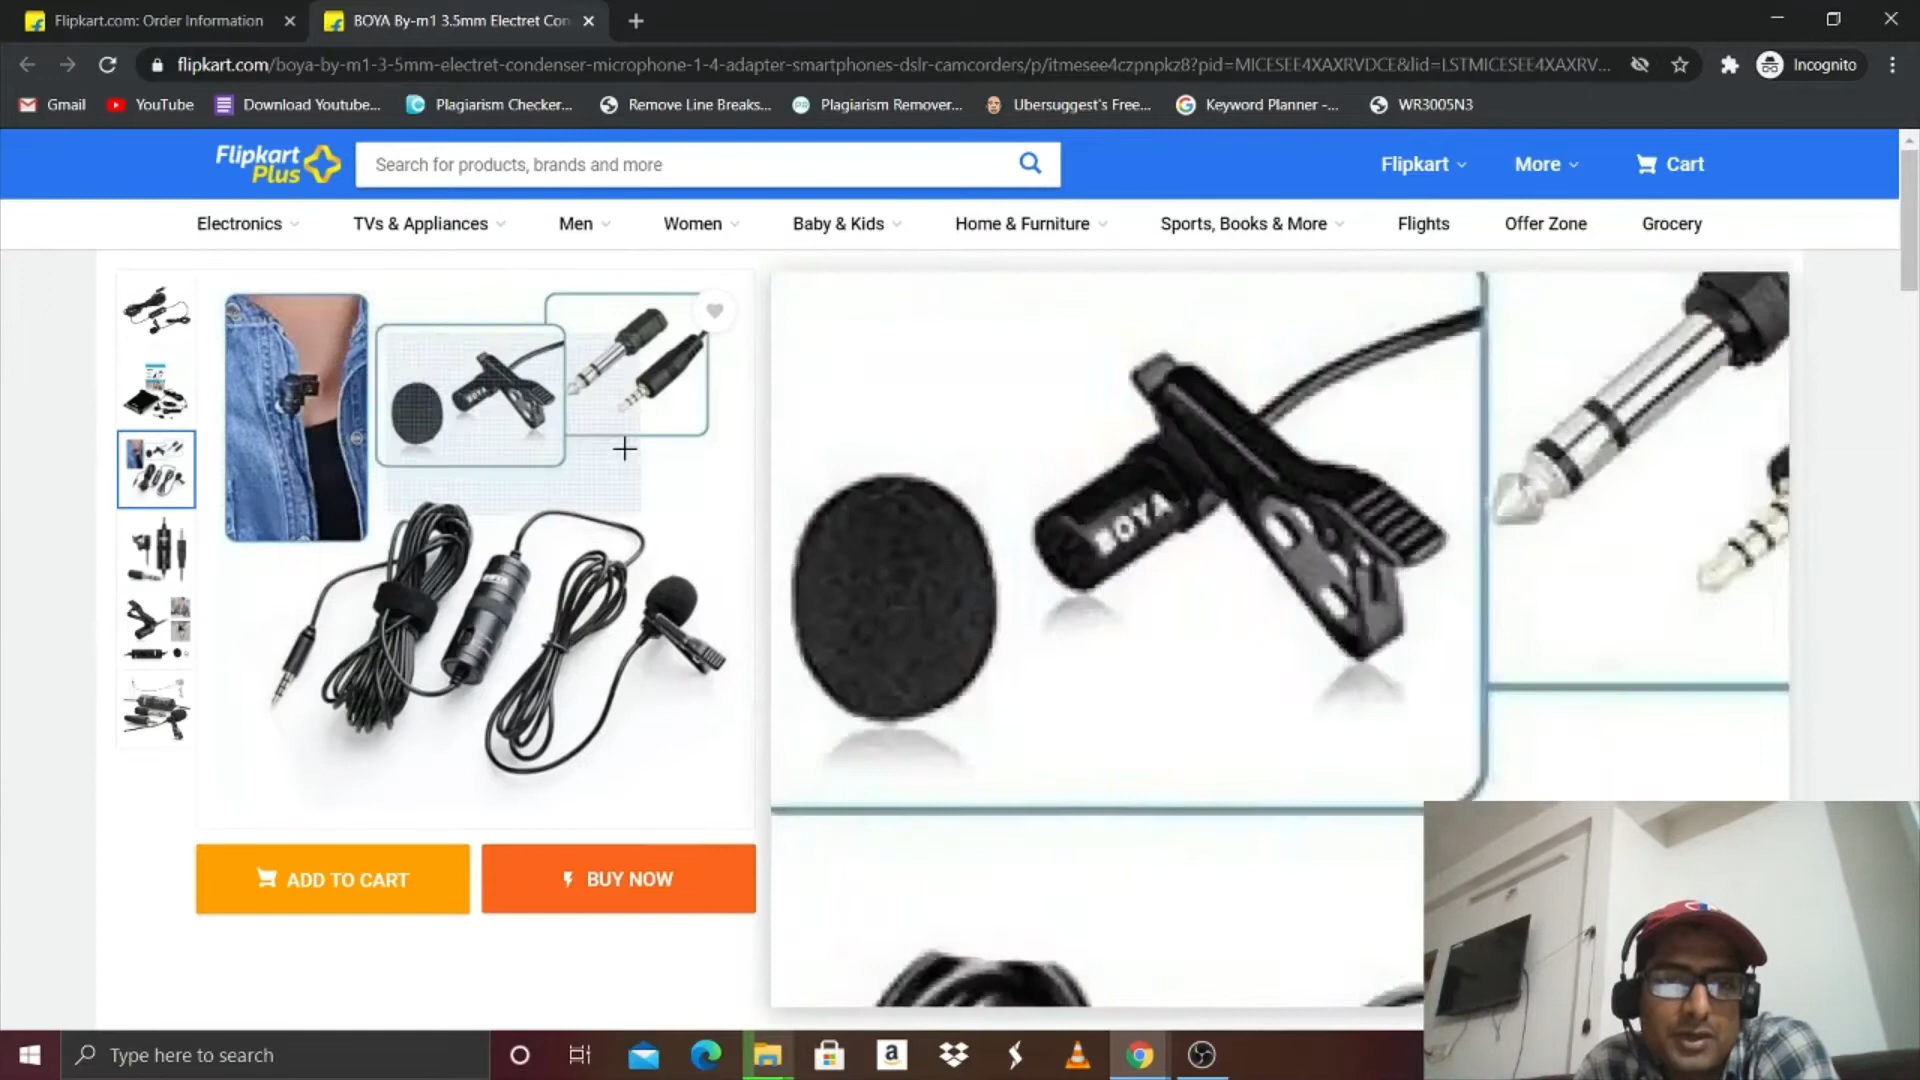 Flipkart.com: Order Information
BOYA By-m1 3.5mm Electret Con
flipkart.com/boya-by-m1-3-5mm-electret-condenser-microphone-1-4-adapter-smartphones-dslr-camcorders/p/itmesee4czpnpkz8?pid=MICESEE4XAXRVDCE&lid=LSTMICESEE4XAXRV...
Incognito
Gmail
YouTube
Download Youtube...
Plagiarism Checker...
Remove Line Breaks...
Plagiarism Remover...
Ubersuggest's Free...
Keyword Planner -...
WR3005N3
Flipkart
Plus
Search for products, brands and more
Flipkart
More
Cart
Electronics
TVs & Appliances
Men
Women
Baby & Kids
Home & Furniture
Sports, Books & More
Flights
Offer Zone
Grocery
BOYA
BOYA
BOYA
ADD TO CART
BUY NOW
Type here to search